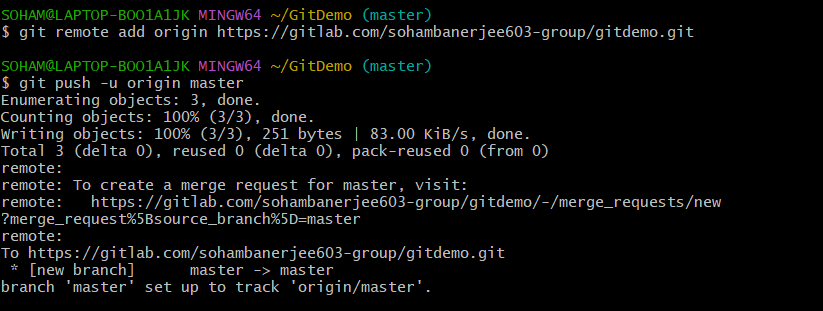 SOHAM@LAPTOP-BOO1A1JK MINGW64 ~/GitDemo (master)
$ git remote add origin https://gitlab.com/sohambanerjee603-group/gitdemo.git
SOHAM@LAPTOP-BOO1A1JK MINGW64 ~/GitDemo (master)
$ git push -u origin master
Enumerating objects: 3, done.
Counting objects: 100% (3/3), done.
Writing objects: 100% (3/3), 251 bytes | 83.00 KiB/s, done.
Total 3 (delta 0), reused 0 (delta 0), pack-reused 0 (from 0)
remote:
remote: To create a merge request for master, visit:
remote:   https://gitlab.com/sohambanerjee603-group/gitdemo/-/merge_requests/new
?merge_request%5Bsource_branch%5D=master
remote:
To https://gitlab.com/sohambanerjee603-group/gitdemo.git
 * [new branch]      master -> master
branch 'master' set up to track 'origin/master'.